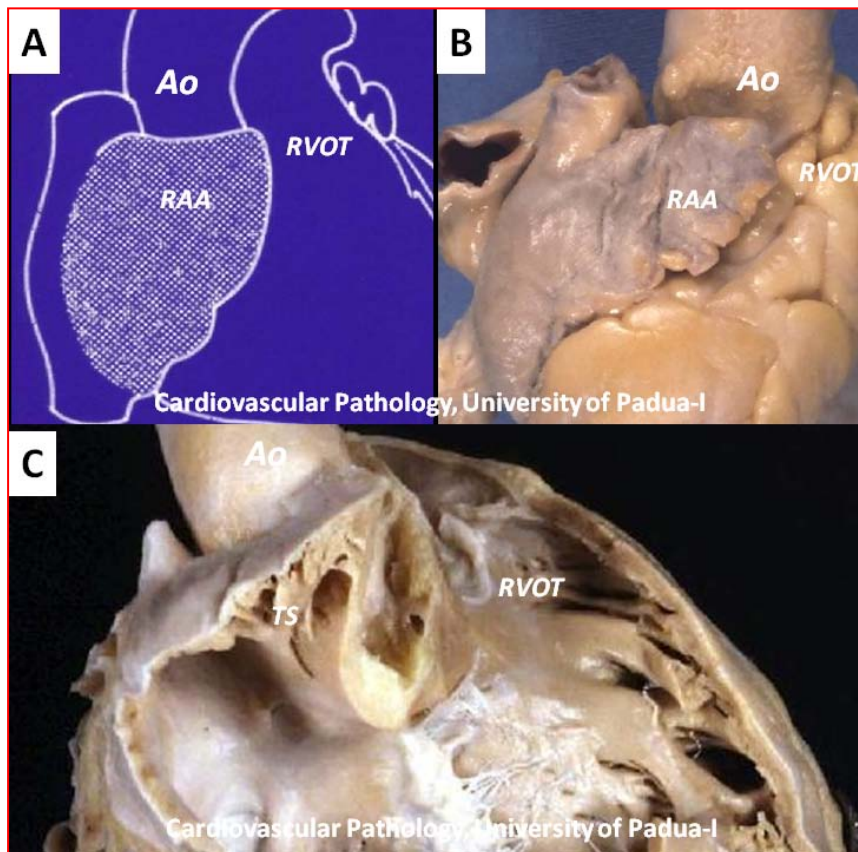 A
Ao
RVOT
RAA
B
Ao
RVOT
RAA
Cardiovascular Pathology, University of Padua-I
C
Ao
RVOT
TS
Cardiovascular Pathology, University of Padua-I